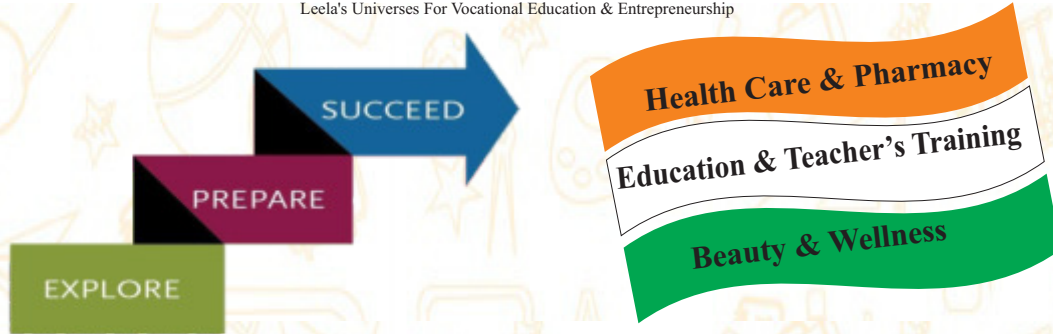 Leela's Universes For Vocational Education & Entrepreneurship
SUCCEED
PREPARE
EXPLORE
Health Care & Pharmacy
Education & Teacher’s Training
Beauty & Wellness